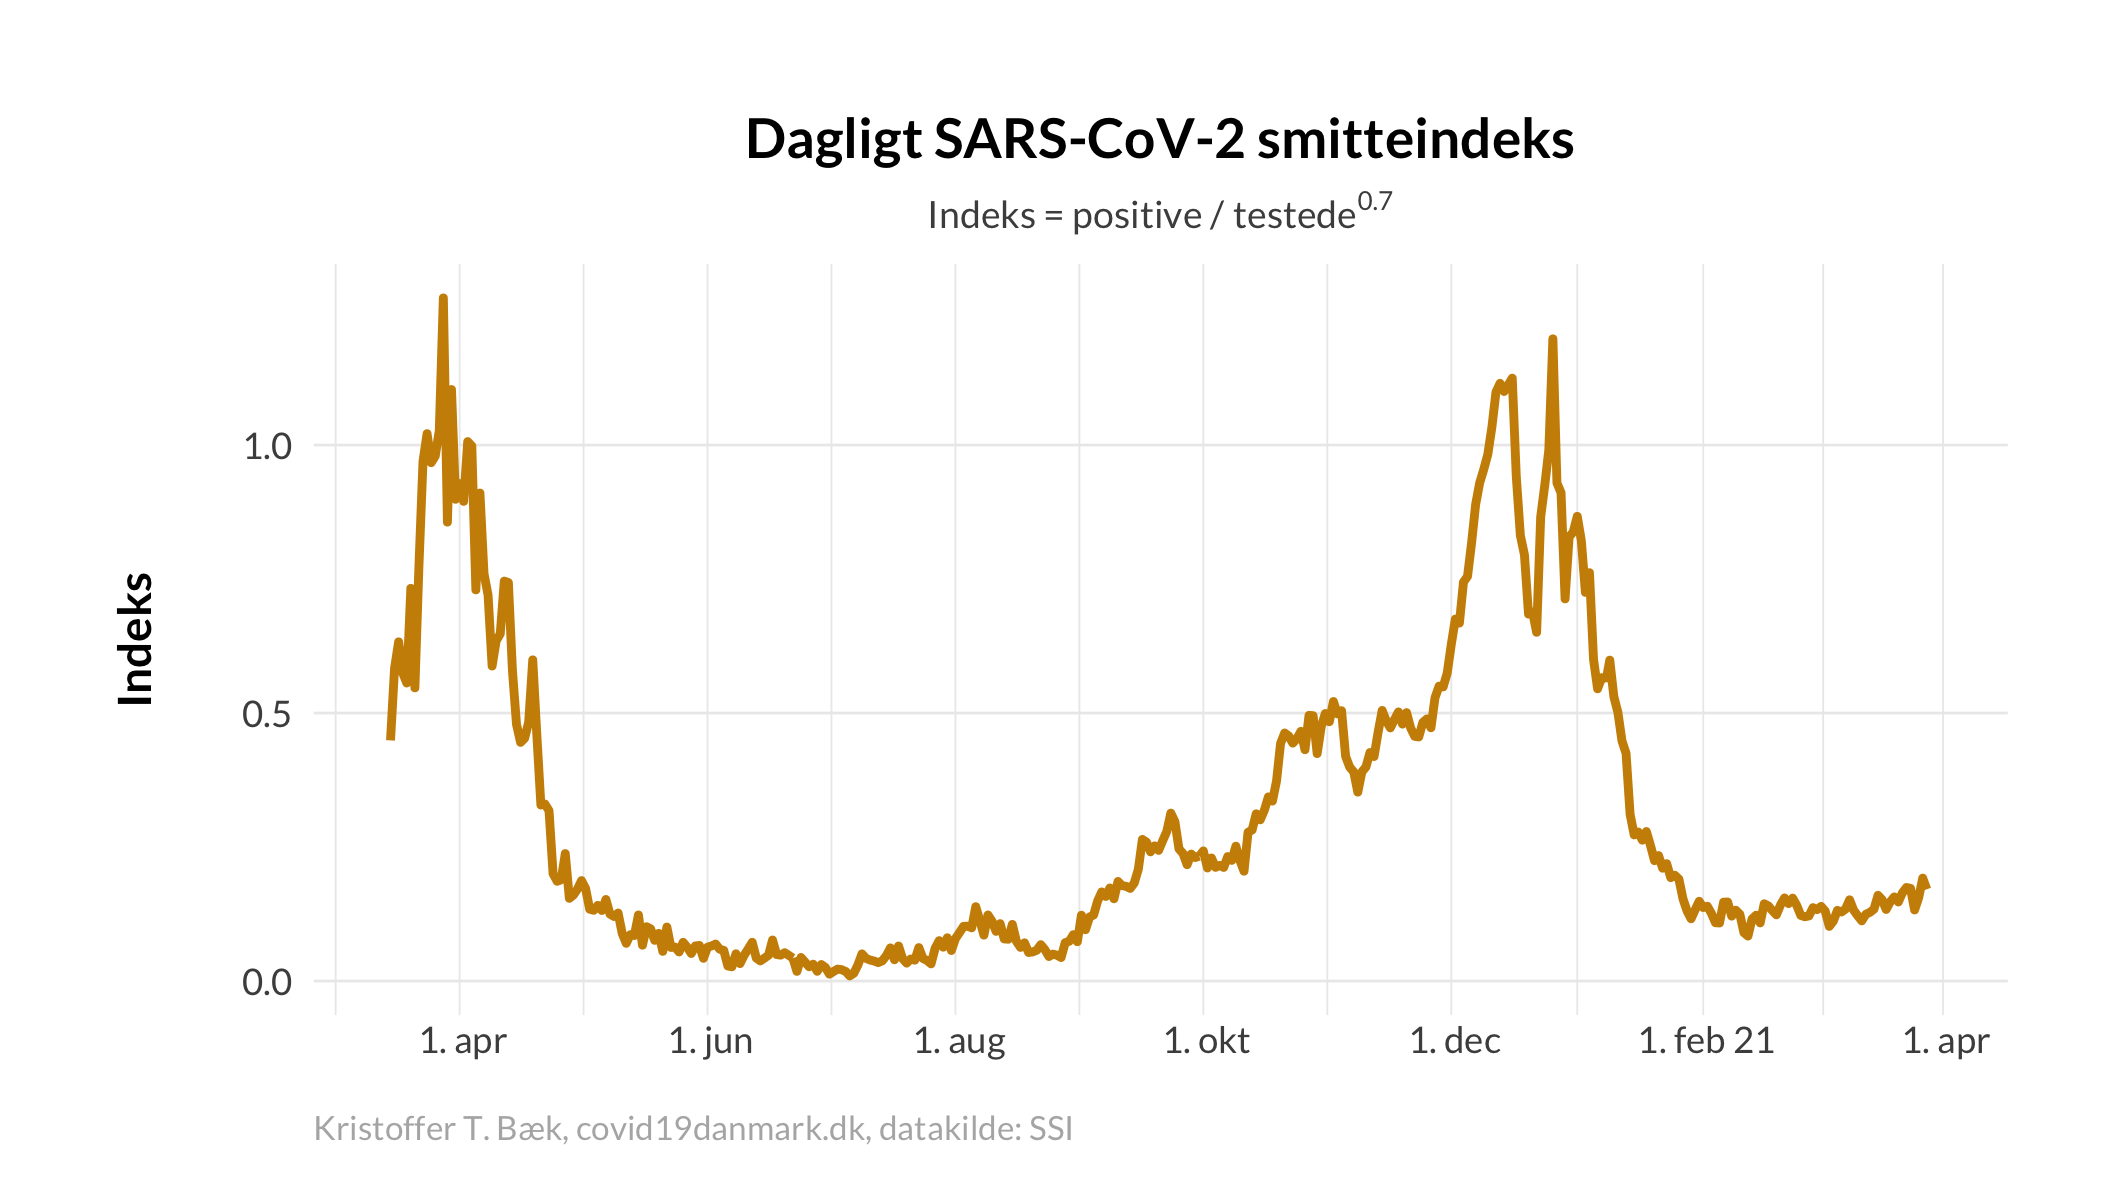 Dagligt SARS-CoV-2 smitteindeks
Indeks = positive / testede^0.7
Indeks
1.0
0.5
0.0
1. apr
1. jun
1. aug
1. okt
1. dec
1. feb 21
1. apr
Kristoffer T. Bæk, covid19danmark.dk, datakilde: SSI